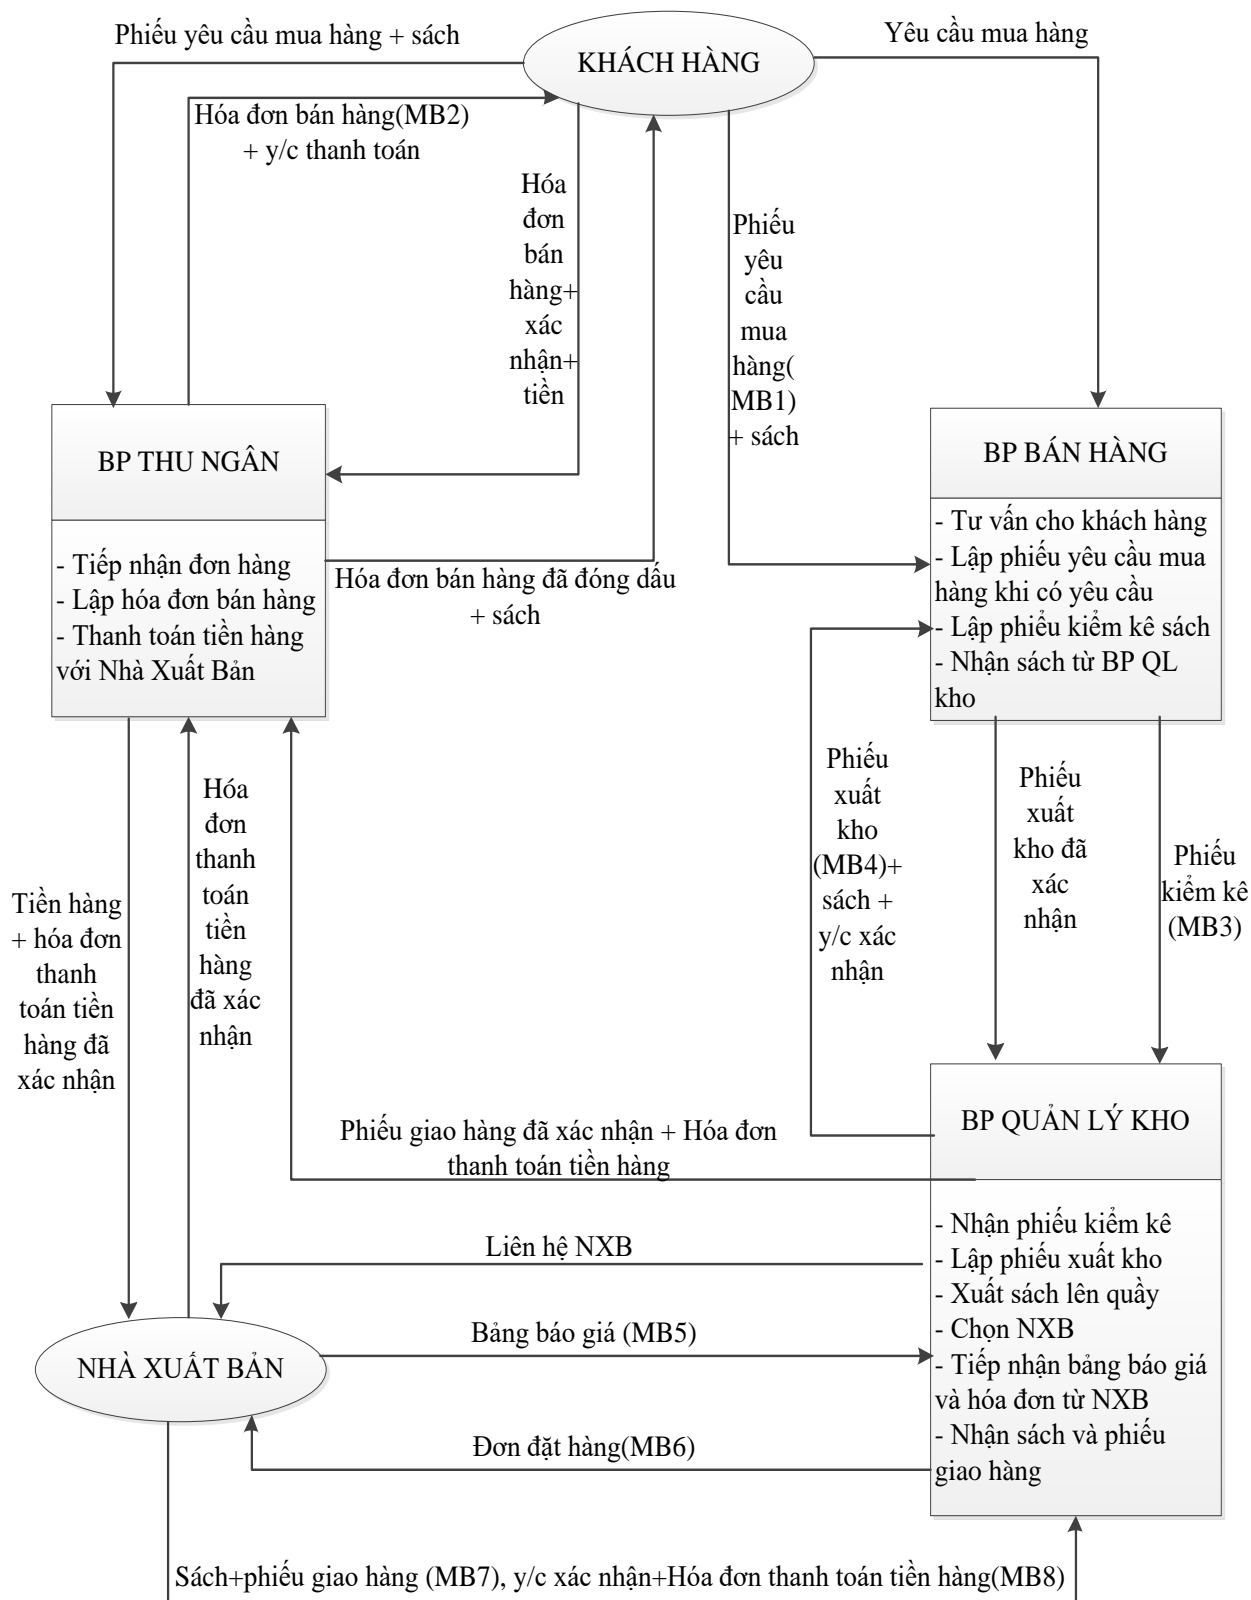 Phiếu yêu cầu mua hàng + sách
KHÁCH HÀNG
Yêu cầu mua hàng
Hóa đơn bán hàng(MB2)
+ y/c thanh toán
Hóa
đơn
bán
hàng+
xác
nhận+
tiền
Phiếu
yêu
cầu
mua
hàng(
MB1)
+ sách
BP THU NGÂN
- Tiếp nhận đơn hàng
- Lập hóa đơn bán hàng
- Thanh toán tiền hàng
với Nhà Xuất Bản
Hóa đơn bán hàng đã đóng dấu
+ sách
BP BÁN HÀNG
- Tư vấn cho khách hàng
- Lập phiếu yêu cầu mua
hàng khi có yêu cầu
- Lập phiểu kiểm kê sách
- Nhận sách từ BP QL
kho
Tiền hàng
+ hóa đơn
thanh
toán tiền
hàng đã
xác nhận
Hóa
đơn
thanh
toán
tiền
hàng
đã xác
nhận
Phiếu
xuất
kho
(MB4)+
sách +
y/c xác
nhận
Phiếu
xuất
kho đã
xác
nhận
Phiếu
kiểm kê
(MB3)
Phiếu giao hàng đã xác nhận + Hóa đơn
thanh toán tiền hàng
BP QUẢN LÝ KHO
- Nhận phiếu kiểm kê
- Lập phiếu xuất kho
- Xuất sách lên quầy
- Chọn NXB
- Tiếp nhận bảng báo giá
và hóa đơn từ NXB
- Nhận sách và phiếu
giao hàng
Liên hệ NXB
Bảng báo giá (MB5)
NHÀ XUẤT BẢN
Đơn đặt hàng(MB6)
Sách+phiếu giao hàng (MB7), y/c xác nhận+Hóa đơn thanh toán tiền hàng(MB8)